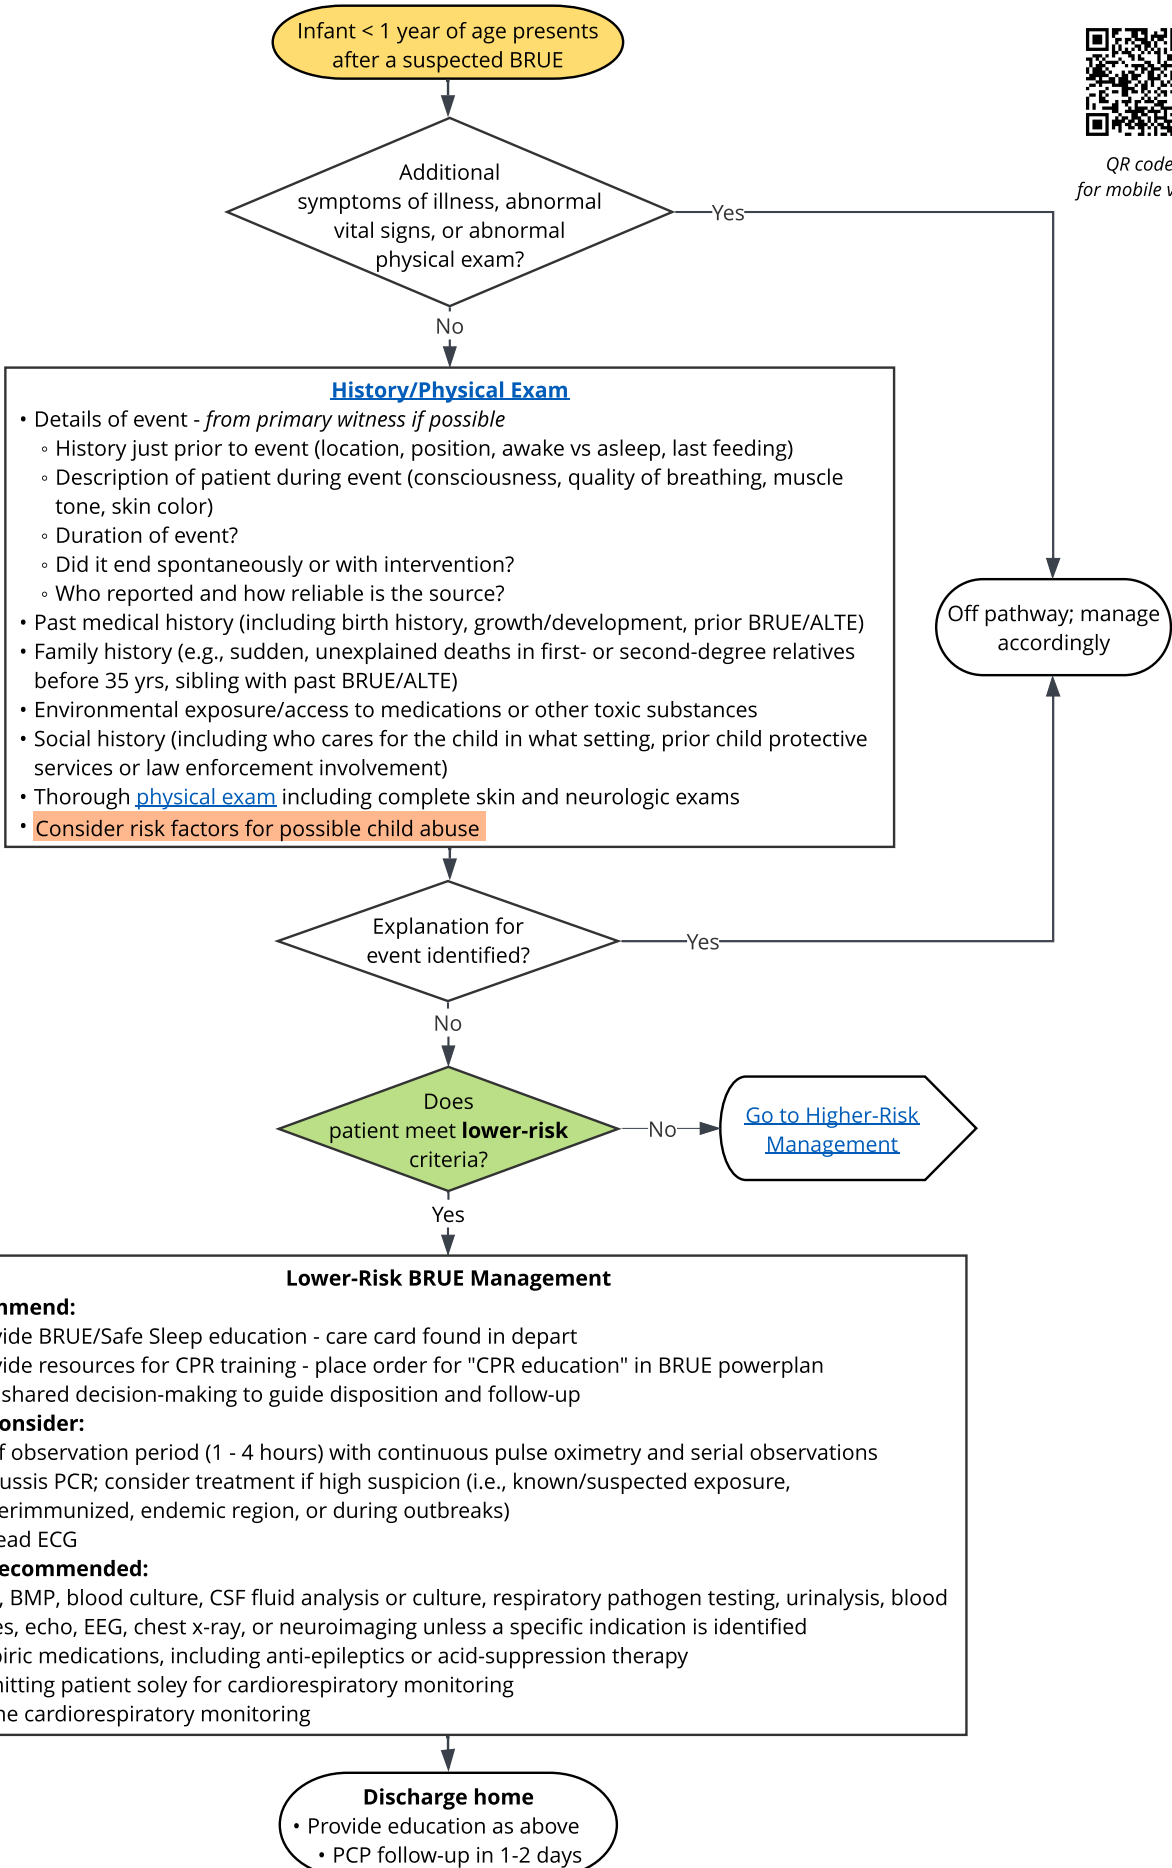 Infant < 1 year of age presents
after a suspected BRUE
QR code
for mobile
Additional
symptoms of illness, abnormal
vital signs, or abnormal
physical exam?
Yes
No
History/Physical Exam
• Details of event - from primary witness if possible
◦ History just prior to event (location, position, awake vs asleep, last feeding)
◦ Description of patient during event (consciousness, quality of breathing, muscle
tone, skin color)
◦ Duration of event?
◦ Did it end spontaneously or with intervention?
◦ Who reported and how reliable is the source?
• Past medical history (including birth history, growth/development, prior BRUE/ALTE)
• Family history (e.g., sudden, unexplained deaths in first- or second-degree relatives
before 35 yrs, sibling with past BRUE/ALTE)
• Environmental exposure/access to medications or other toxic substances
• Social history (including who cares for the child in what setting, prior child protective
services or law enforcement involvement)
• Thorough physical exam including complete skin and neurologic exams
• Consider risk factors for possible child abuse
Off pathway; manage
accordingly
Explanation for
event identified?
Yes
No
Does
patient meet lower-risk
criteria?
No
Go to Higher-Risk
Management
Yes
Lower-Risk BRUE Management
mmend:
vide BRUE/Safe Sleep education - care card found in depart
vide resources for CPR training - place order for "CPR education" in BRUE powerplan
shared decision-making to guide disposition and follow-up
onsider:
f observation period (1 - 4 hours) with continuous pulse oximetry and serial observations
ussis PCR; consider treatment if high suspicion (i.e., known/suspected exposure,
erimmunized, endemic region, or during outbreaks)
ead ECG
ecommended:
, BMP, blood culture, CSF fluid analysis or culture, respiratory pathogen testing, urinalysis, blood
es, echo, EEG, chest x-ray, or neuroimaging unless a specific indication is identified
iric medications, including anti-epileptics or acid-suppression therapy
itting patient soley for cardiorespiratory monitoring
ne cardiorespiratory monitoring
Discharge home
• Provide education as above
• PCP follow-up in 1-2 days